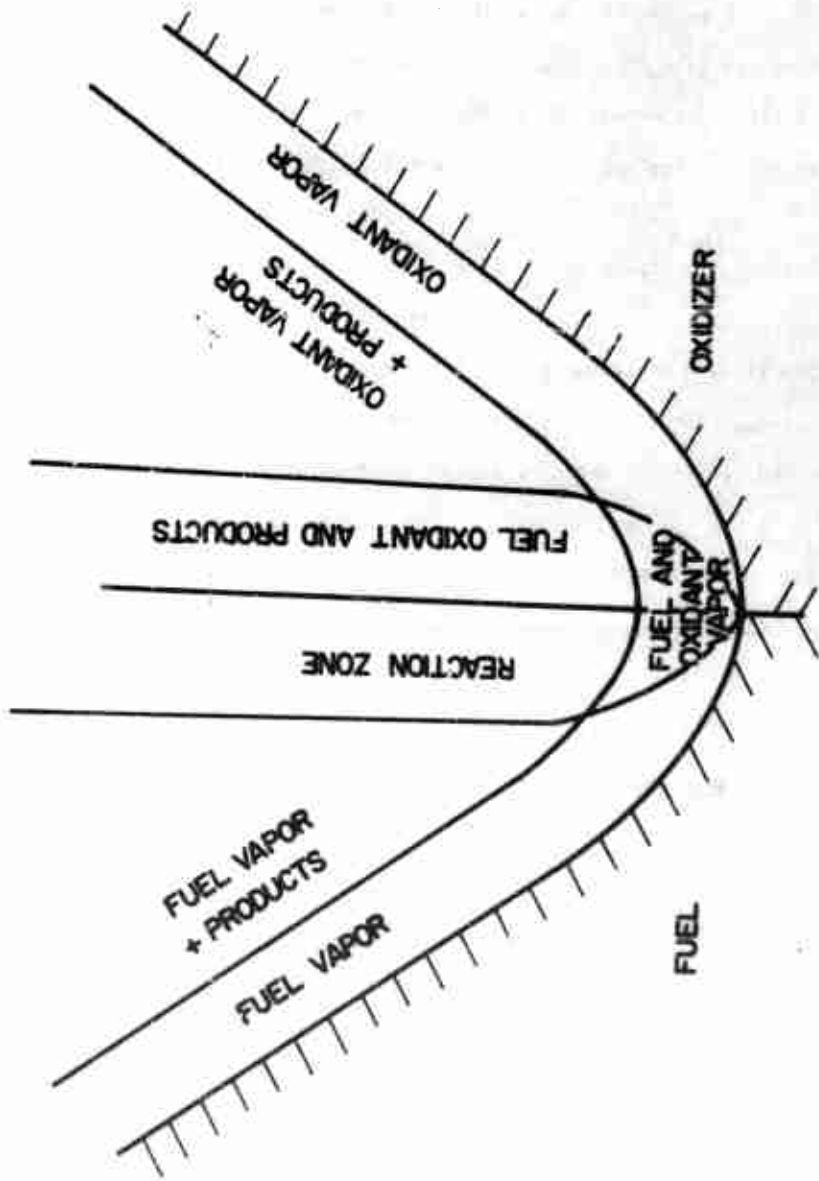 OXIDANT VAPOR
OXIDANT VAPOR
+ PRODUCTS
FUEL OXIDANT AND PRODUCTS
REACTION ZONE
FUEL VAPOR
+ PRODUCTS
FUEL VAPOR
FUEL AND
OXIDANT
VAPOR
OXIDIZER
FUEL